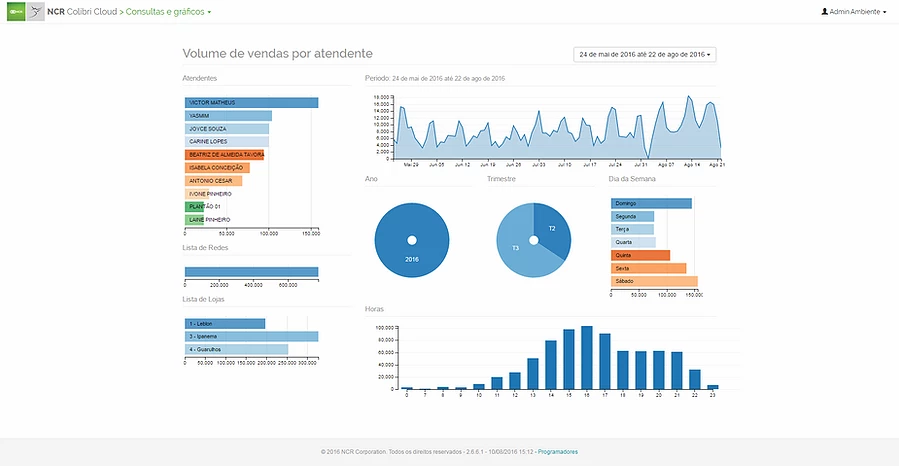 NCR Colibri Cloud > Consultas e gráficos
Admin Ambiente
Volume de vendas por atendente
24 de mai de 2016 até 22 de ago de 2016
Atendentes
VICTOR MATHEUS
YASMIM
JOYCE SOUZA
CARINE LOPES
BEATRIZ DE ALMEIDA TAVORA
ISABELA CONCEIÇÃO
ANTONIO CESAR
IVONE PINHEIRO
PLANTÃO 01
LAINE PINHEIRO
0 50.000 100.000 150.000
Lista de Redes
0 200.000 400.000 600.000
Lista de Lojas
1 - Leblon
3 - Ipanema
4 - Guarulhos
0 50.000 100.000 150.000 200.000 250.000 300.000
Periodo: 24 de mai de 2016 até 22 de ago de 2016
18.000
16.000
14.000
12.000
10.000
8.000
6.000
4.000
2.000
0
Mai 29 Jun 05 Jun 12 Jun 19 Jun 26 Jul 03 Jul 10 Jul 17 Jul 24 Jul 31 Ago 07 Ago 14 Ago 21
Ano
2016
Trimestre
T2
T3
Dia da Semana
Domingo
Segunda
Terça
Quarta
Quinta
Sexta
Sábado
0 50.000 100.000 150.000
Horas
100.000
80.000
60.000
40.000
20.000
0
0 7 8 9 10 11 12 13 14 15 16 17 18 19 20 21 22 23
© 2016 NCR Corporation. Todos os direitos reservados - 2.6.6.1 - 10/08/2016 15:12 - Programadores